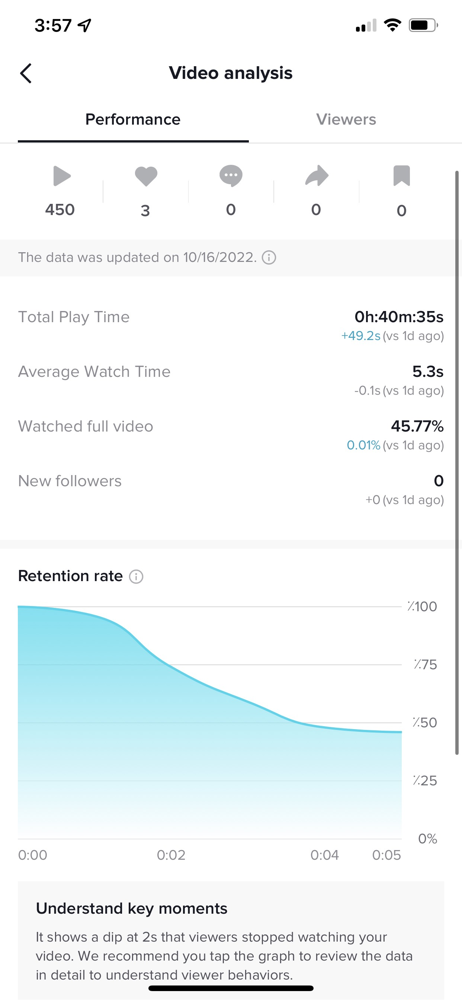 3:57
Video analysis
Performance Viewers
450 3 0 0 0
The data was updated on 10/16/2022.
Total Play Time 0h:40m:35s
+49.2s (vs 1d ago)
Average Watch Time 5.3s
-0.1s (vs 1d ago)
Watched full video 45.77%
0.01% (vs 1d ago)
New followers 0
+0 (vs 1d ago)
Retention rate
٪100
٪75
٪50
٪25
0%
0:00 0:02 0:04 0:05
Understand key moments
It shows a dip at 2s that viewers stopped watching your
video. We recommend you tap the graph to review the data
in detail to understand viewer behaviors.